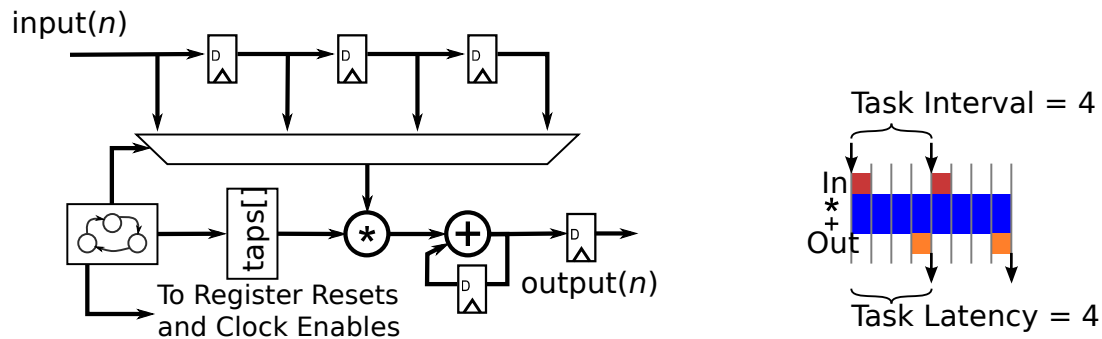 input(n)
D
D
D
Task Interval = 4
In
*
+
Out
taps[]
*
+
D
D
output(n)
To Register Resets
and Clock Enables
Task Latency = 4